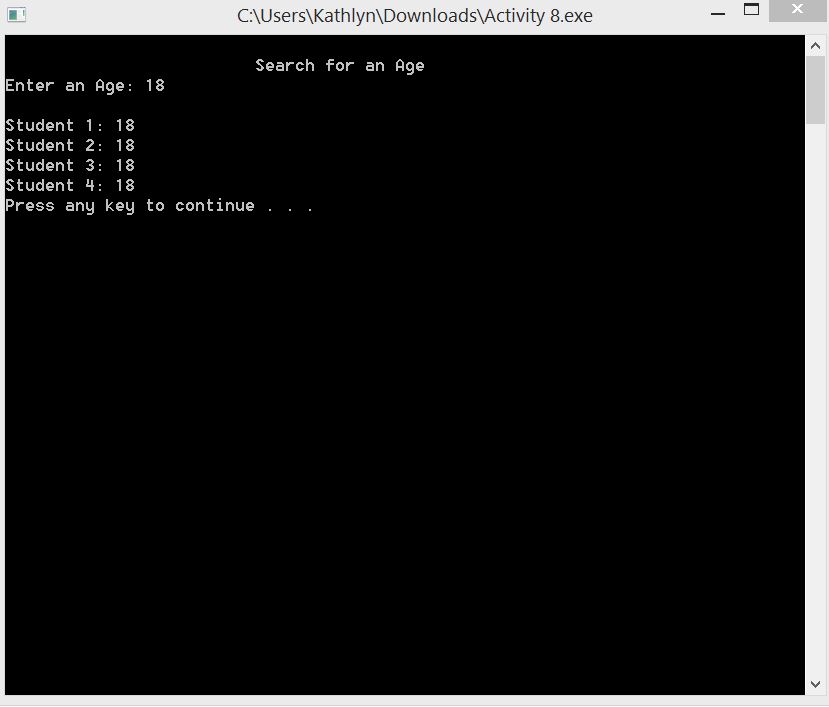 C:\Users\Kathlyn\Downloads\Activity 8.exe
Search for an Age
Enter an Age: 18
Student 1: 18
Student 2: 18
Student 3: 18
Student 4: 18
Press any key to continue . . .